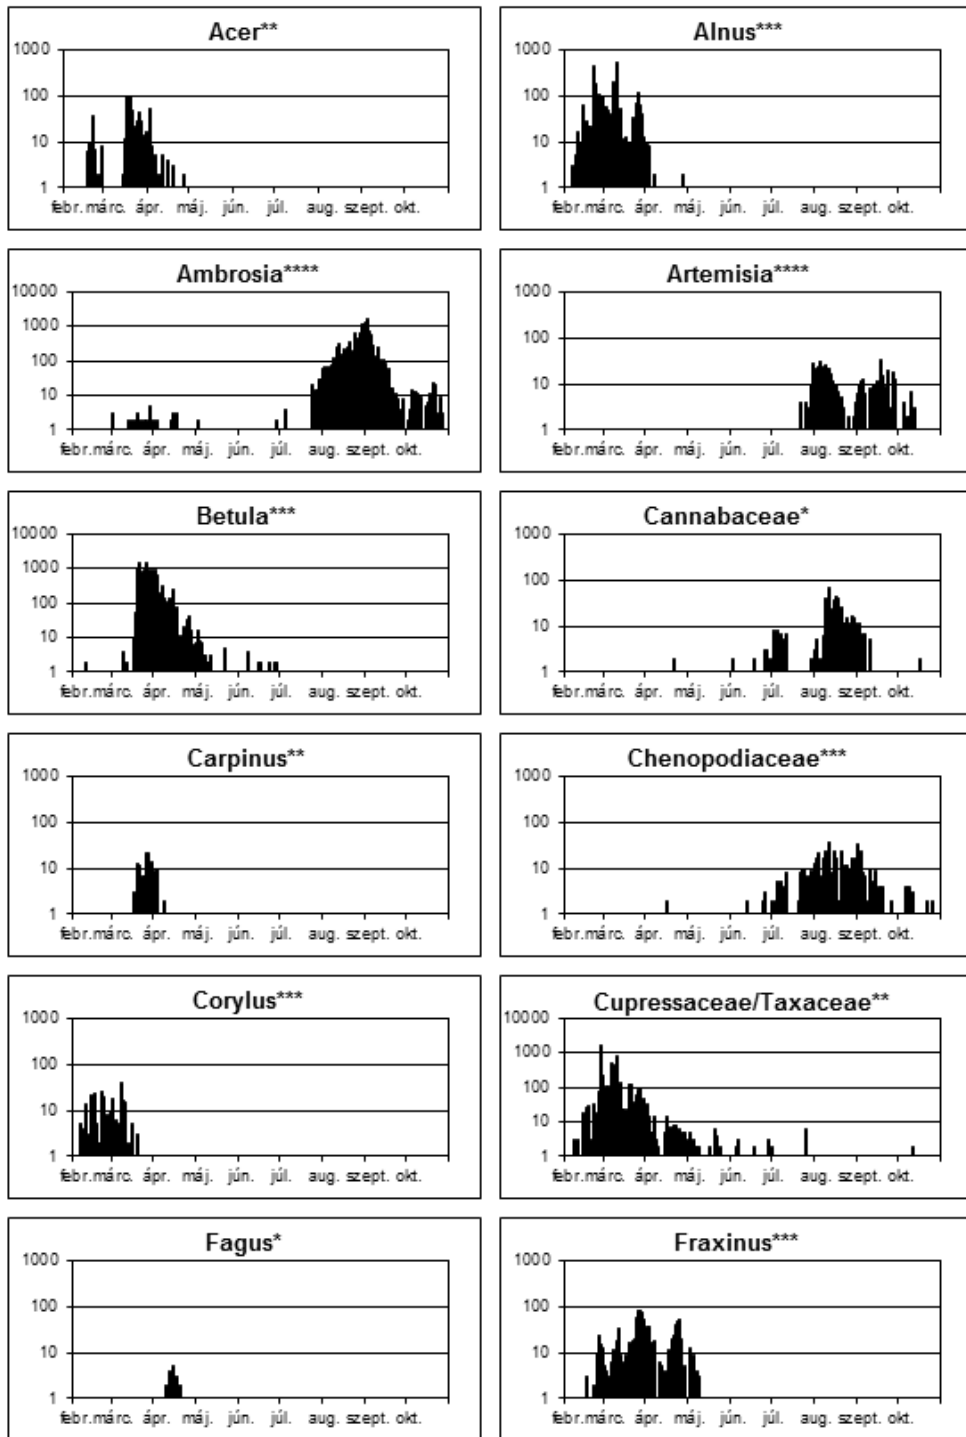 Acer**
1000
100
10
1
febr. márc. ápr. máj. jún. júl. aug. szept. okt.
Alnus***
1000
100
10
1
febr. márc. ápr. máj. jún. júl. aug. szept. okt.
Ambrosia****
10000
1000
100
10
1
febr. márc. ápr. máj. jún. júl. aug. szept. okt.
Artemisia****
1000
100
10
1
febr. márc. ápr. máj. jún. júl. aug. szept. okt.
Betula***
10000
1000
100
10
1
febr. márc. ápr. máj. jún. júl. aug. szept. okt.
Cannabaceae*
1000
100
10
1
febr. márc. ápr. máj. jún. júl. aug. szept. okt.
Carpinus**
1000
100
10
1
febr. márc. ápr. máj. jún. júl. aug. szept. okt.
Chenopodiaceae***
1000
100
10
1
febr. márc. ápr. máj. jún. júl. aug. szept. okt.
Corylus***
1000
100
10
1
febr. márc. ápr. máj. jún. júl. aug. szept. okt.
Cupressaceae/Taxaceae**
10000
1000
100
10
1
febr. márc. ápr. máj. jún. júl. aug. szept. okt.
Fagus*
1000
100
10
1
febr. márc. ápr. máj. jún. júl. aug. szept. okt.
Fraxinus***
1000
100
10
1
febr. márc. ápr. máj. jún. júl. aug. szept. okt.